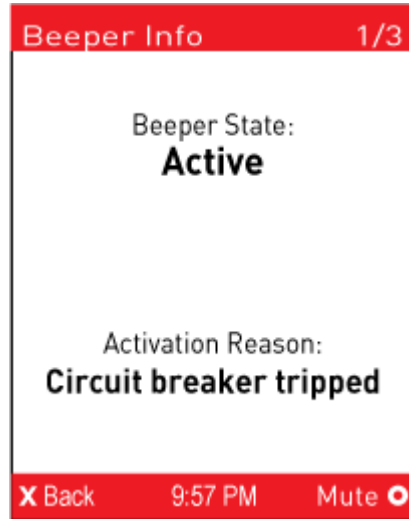 Beeper Info 1/3
Beeper State:
Active
Activation Reason:
Circuit breaker tripped
X Back 9:57 PM Mute